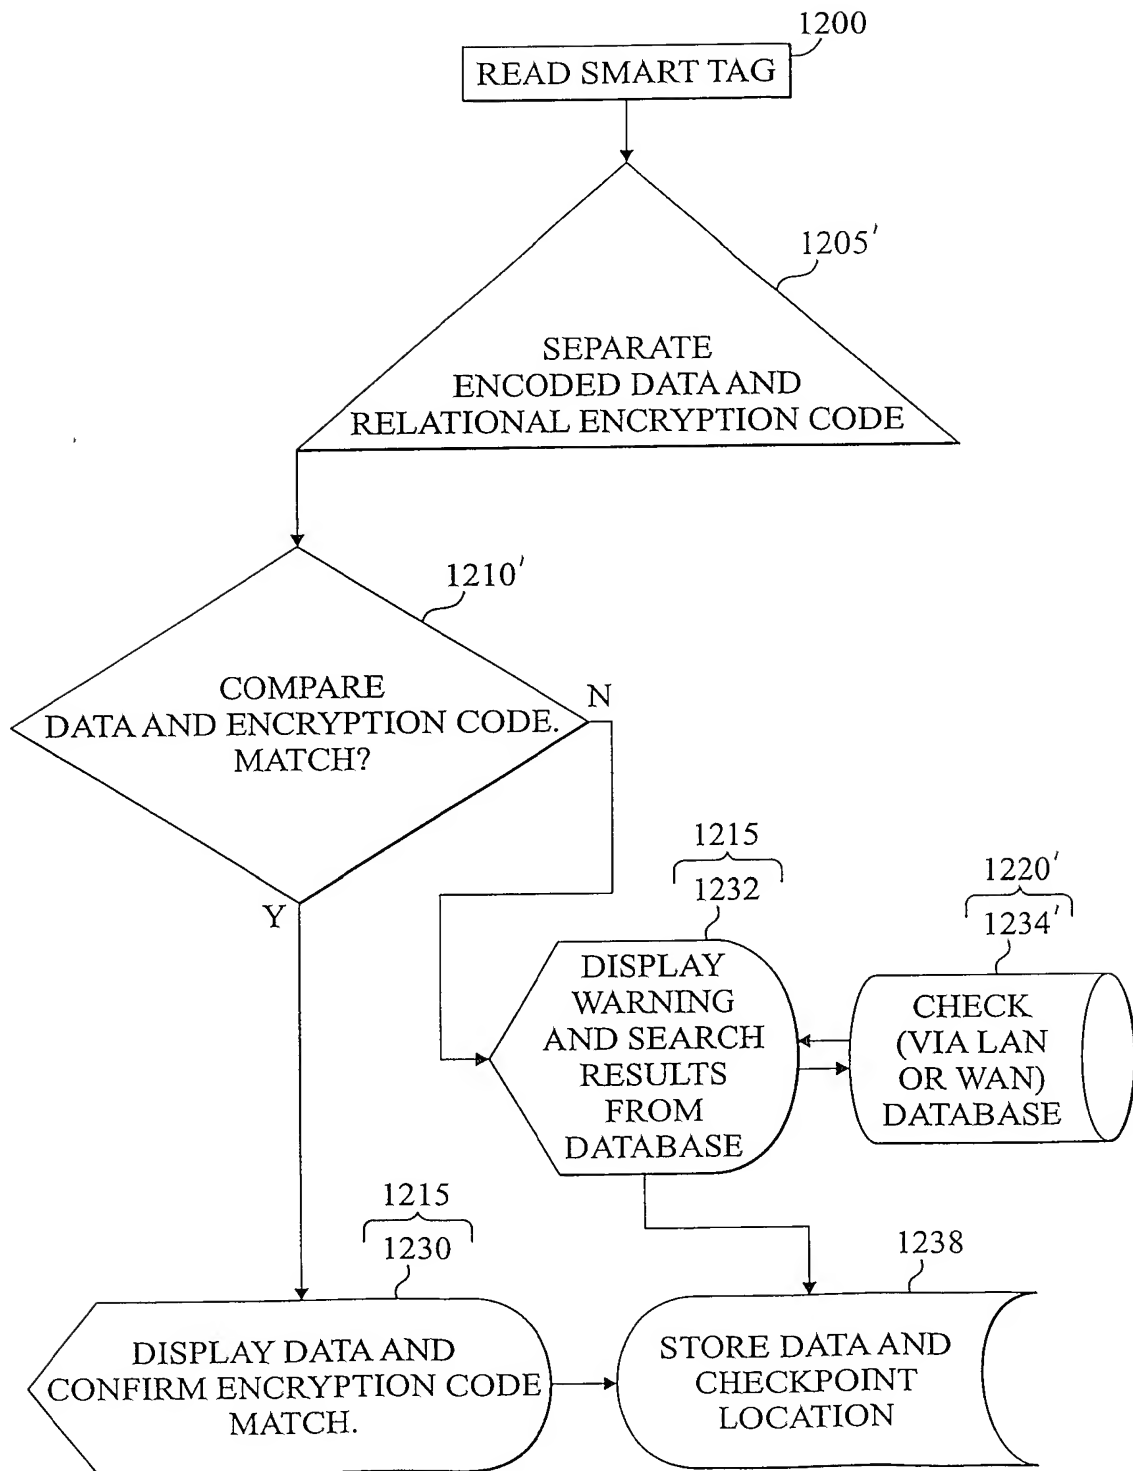 1200
READ SMART TAG
1205'
SEPARATE
ENCODED DATA AND
RELATIONAL ENCRYPTION CODE
1210'
COMPARE
DATA AND ENCRYPTION CODE.
MATCH?
N
Y
1215
1232
DISPLAY
WARNING
AND SEARCH
RESULTS
FROM
DATABASE
1220'
1234'
CHECK
(VIA LAN
OR WAN)
DATABASE
1215
1230
DISPLAY DATA AND
CONFIRM ENCRYPTION CODE
MATCH.
1238
STORE DATA AND
CHECKPOINT
LOCATION